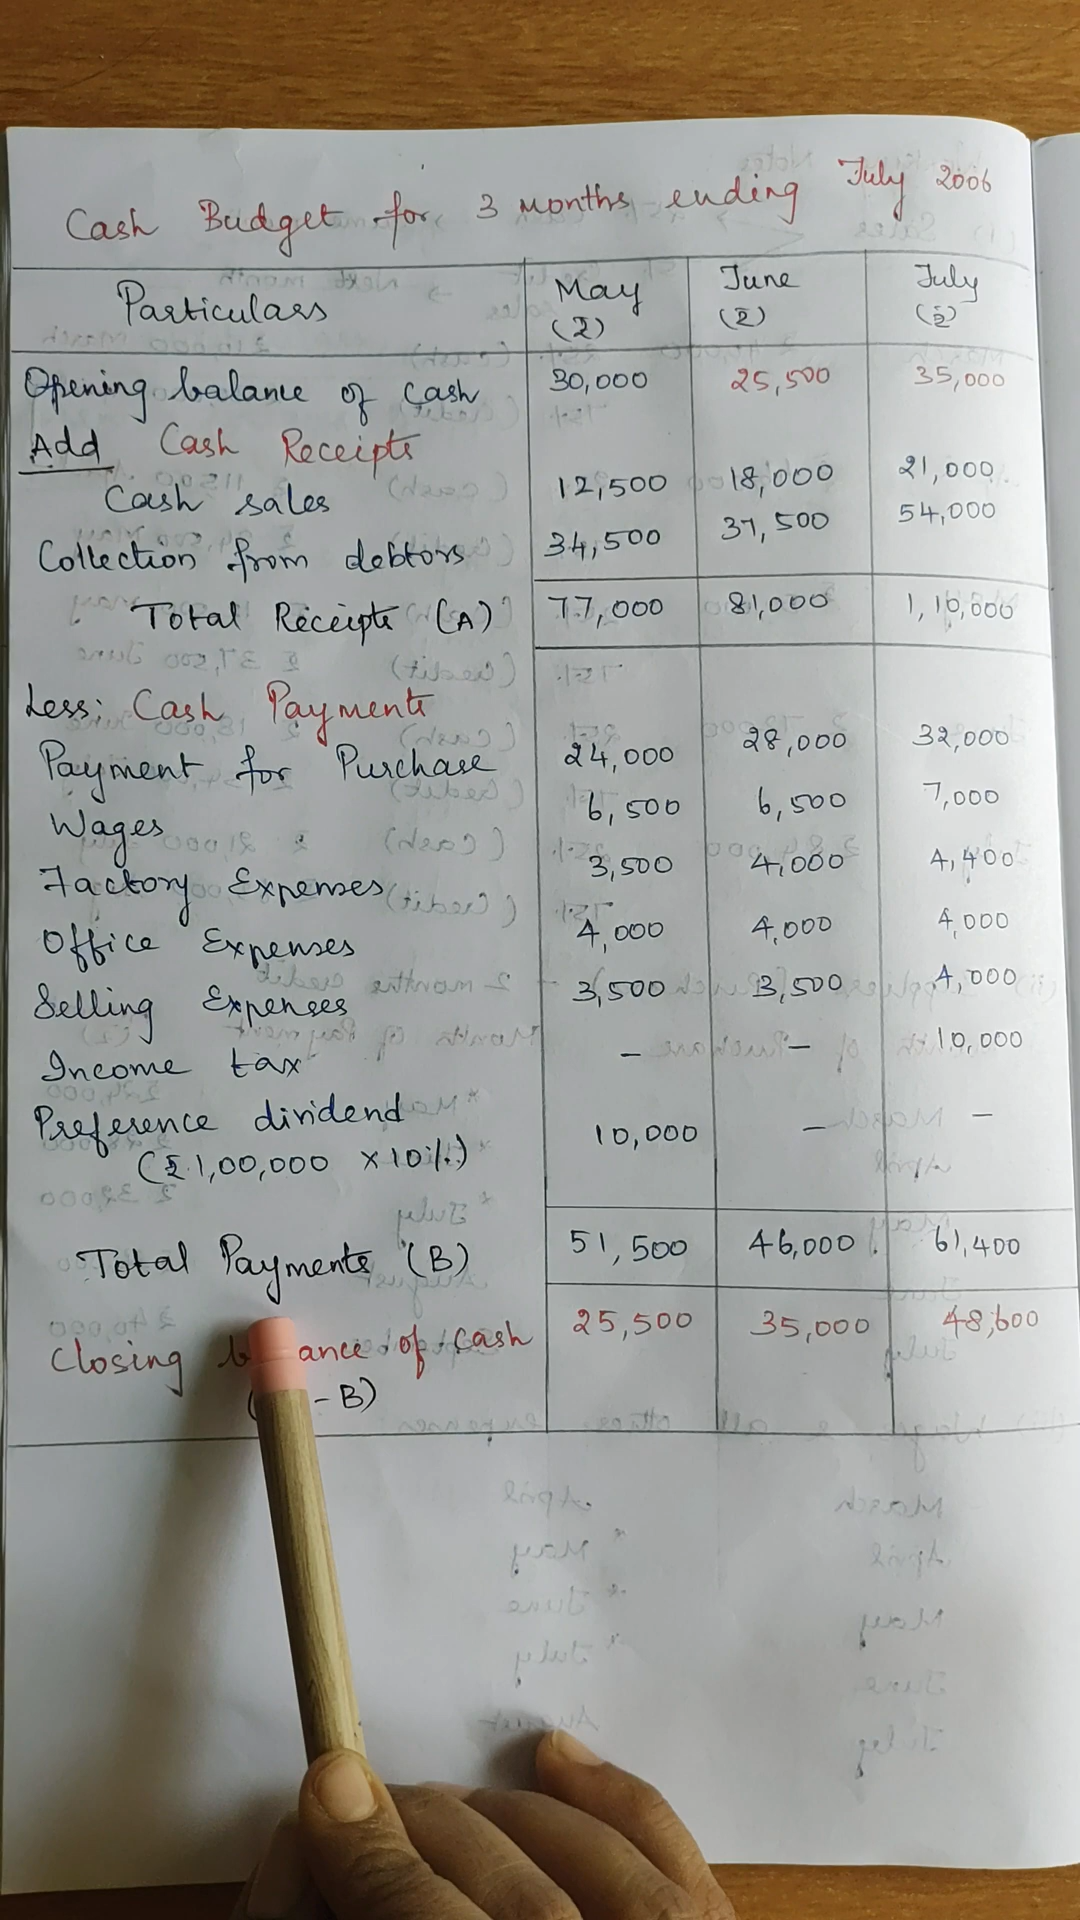 Cash Budget for 3 months ending July 2006
Particulars May (₹) June (₹) July (₹)
Opening balance of cash 30,000 25,500 35,000
Add Cash Receipts
Cash sales 12,500 18,000 21,000
Collection from debtors 34,500 37,500 54,000
Total Receipts (A) 77,000 81,000 1,10,000
Less: Cash Payments
Payment for Purchase 24,000 28,000 32,000
Wages 6,500 6,500 7,000
Factory Expenses 3,500 4,000 4,400
Office Expenses 4,000 4,000 4,000
Selling Expenses 3,500 3,500 4,000
Income tax - - 10,000
Preference dividend 10,000 - -
(₹ 1,00,000 × 10%)
Total Payments (B) 51,500 46,000 61,400
Closing of cash 25,500 35,000 48,600
- B)